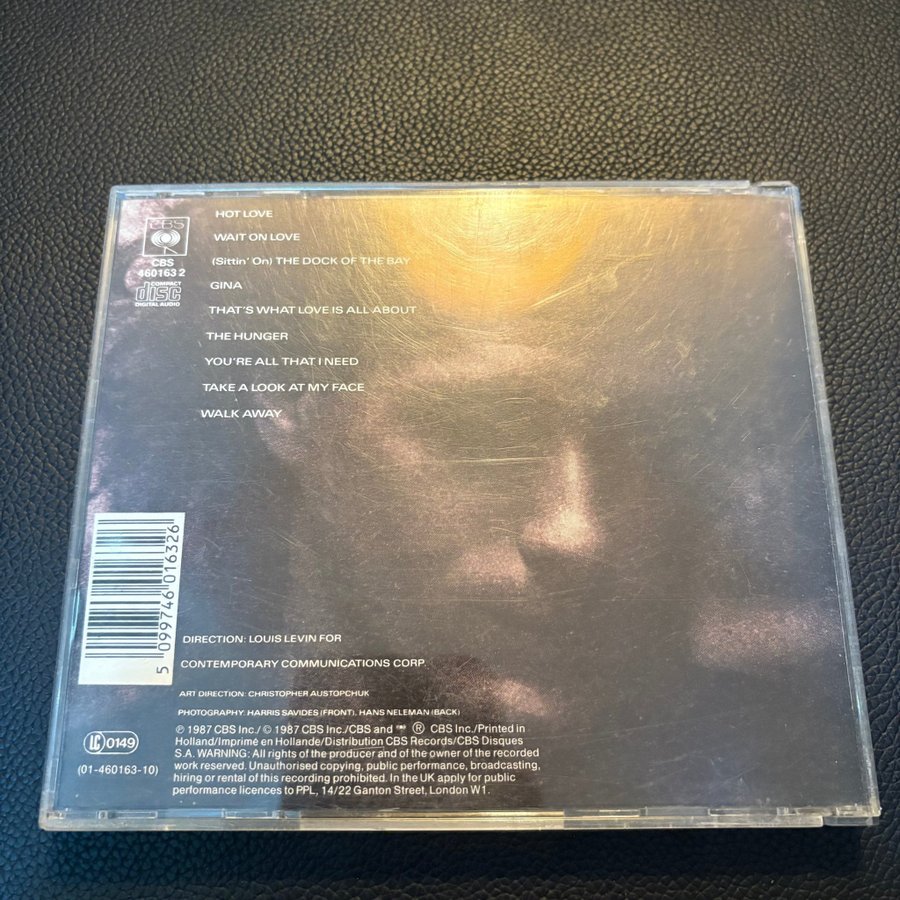 CBS
CBS
460163 2
COMPACT
disc
DIGITAL AUDIO
HOT LOVE
WAIT ON LOVE
(Sittin' On) THE DOCK OF THE BAY
GINA
THAT'S WHAT LOVE IS ALL ABOUT
THE HUNGER
YOU'RE ALL THAT I NEED
TAKE A LOOK AT MY FACE
WALK AWAY
5 099746 016326
DIRECTION: LOUIS LEVIN FOR
CONTEMPORARY COMMUNICATIONS CORP.
ART DIRECTION: CHRISTOPHER AUSTOPCHUK
PHOTOGRAPHY: HARRIS SAVIDES (FRONT), HANS NELEMAN (BACK)
LC 0149
(01-460163-10)
℗ 1987 CBS Inc./© 1987 CBS Inc./CBS and ® CBS Inc./Printed in
Holland/Imprimé en Hollande/Distribution CBS Records/CBS Disques
S.A. WARNING: All rights of the producer and of the owner of the recorded
work reserved. Unauthorised copying, public performance, broadcasting,
hiring or rental of this recording prohibited. In the UK apply for public
performance licences to PPL, 14/22 Ganton Street, London W1.